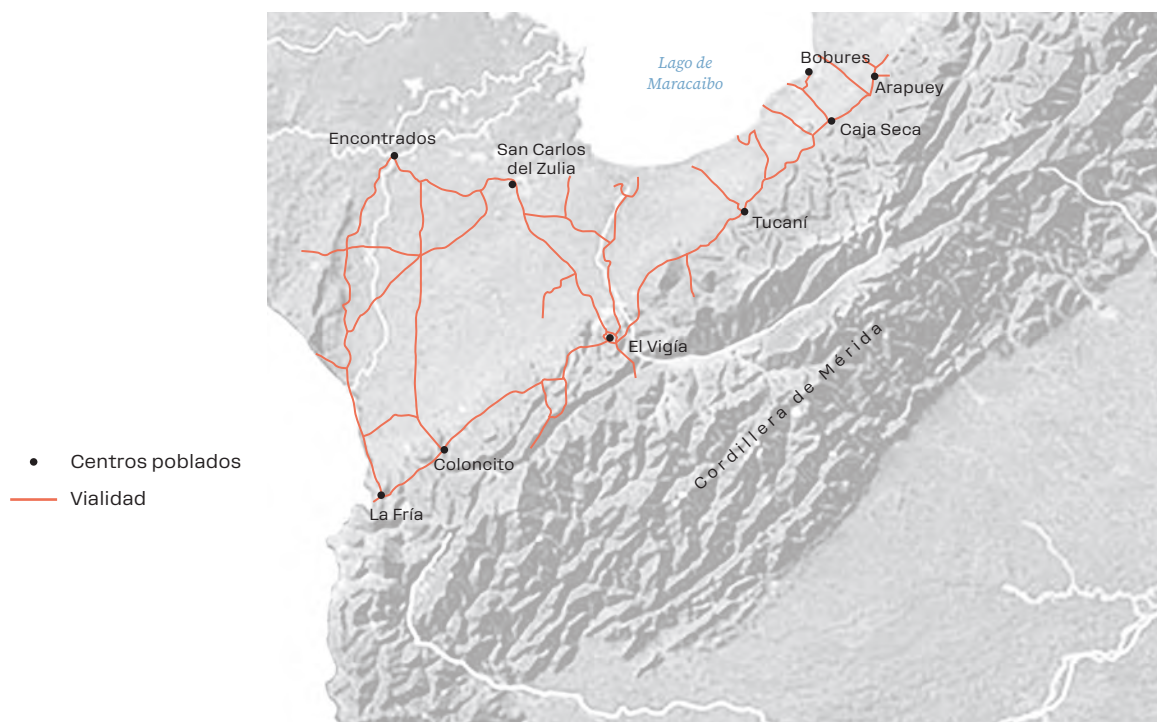 Lago de
Maracaibo
Bobures
Arapuey
Caja Seca
Encontrados
San Carlos
del Zulia
Tucaní
El Vigía
Cordillera de Mérida
Coloncito
La Fría
Centros poblados
Vialidad